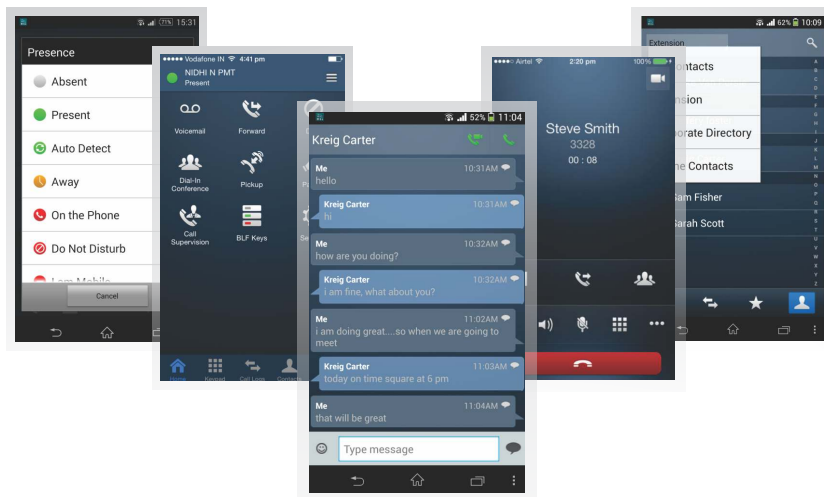 71% 15:31
Presence
Absent
Present
Auto Detect
Away
On the Phone
Do Not Disturb
I am Mobile
Cancel
Vodafone IN 4:41 pm
NIDHI N PMT
Present
Voicemail
Forward
D
Dial-In
Conference
Pickup
Call
Supervision
BLF Keys
Se
Home
Keypad
Call Logs
Contacts
52% 11:04
Kreig Carter
Me 10:31AM
hello
Kreig Carter 10:31AM
hi
Me 10:32AM
how are you doing?
Kreig Carter 10:32AM
i am fine, what about you?
Me 11:02AM
i am doing great....so when we are going to
meet
Kreig Carter 11:03AM
today on time square at 6 pm
Me 11:04AM
that will be great
Type message
Airtel 2:20 pm 100%
Steve Smith
3328
00 : 08
62% 10:09
Extension
ontacts
nsion
orate Directory
ne Contacts
Sam Fisher
Sarah Scott
A
B
C
D
E
F
G
H
I
J
K
L
M
N
O
P
Q
R
S
T
U
V
W
X
Y
Z